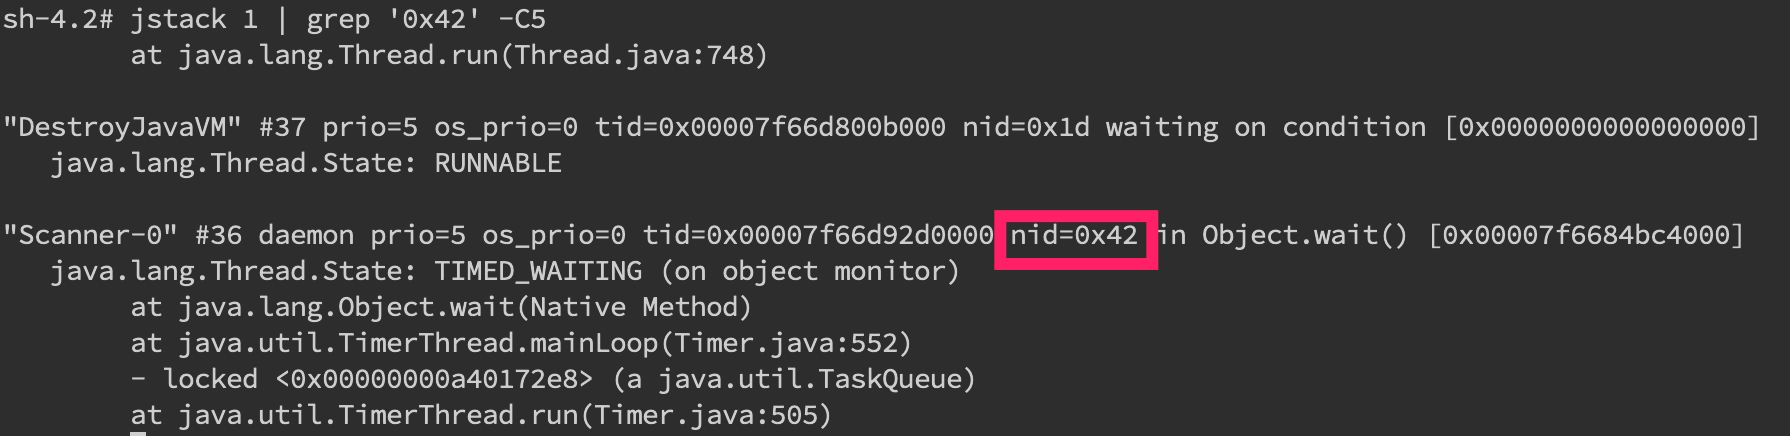 sh-4.2# jstack 1 | grep '0x42' -C5
at java.lang.Thread.run(Thread.java:748)
"DestroyJavaVM" #37 prio=5 os_prio=0 tid=0x00007f66d800b000 nid=0x1d waiting on condition [0x0000000000000000]
java.lang.Thread.State: RUNNABLE
"Scanner-0" #36 daemon prio=5 os_prio=0 tid=0x00007f66d92d0000 nid=0x42 in Object.wait() [0x00007f6684bc4000]
java.lang.Thread.State: TIMED_WAITING (on object monitor)
at java.lang.Object.wait(Native Method)
at java.util.TimerThread.mainLoop(Timer.java:552)
- locked <0x00000000a40172e8> (a java.util.TaskQueue)
at java.util.TimerThread.run(Timer.java:505)